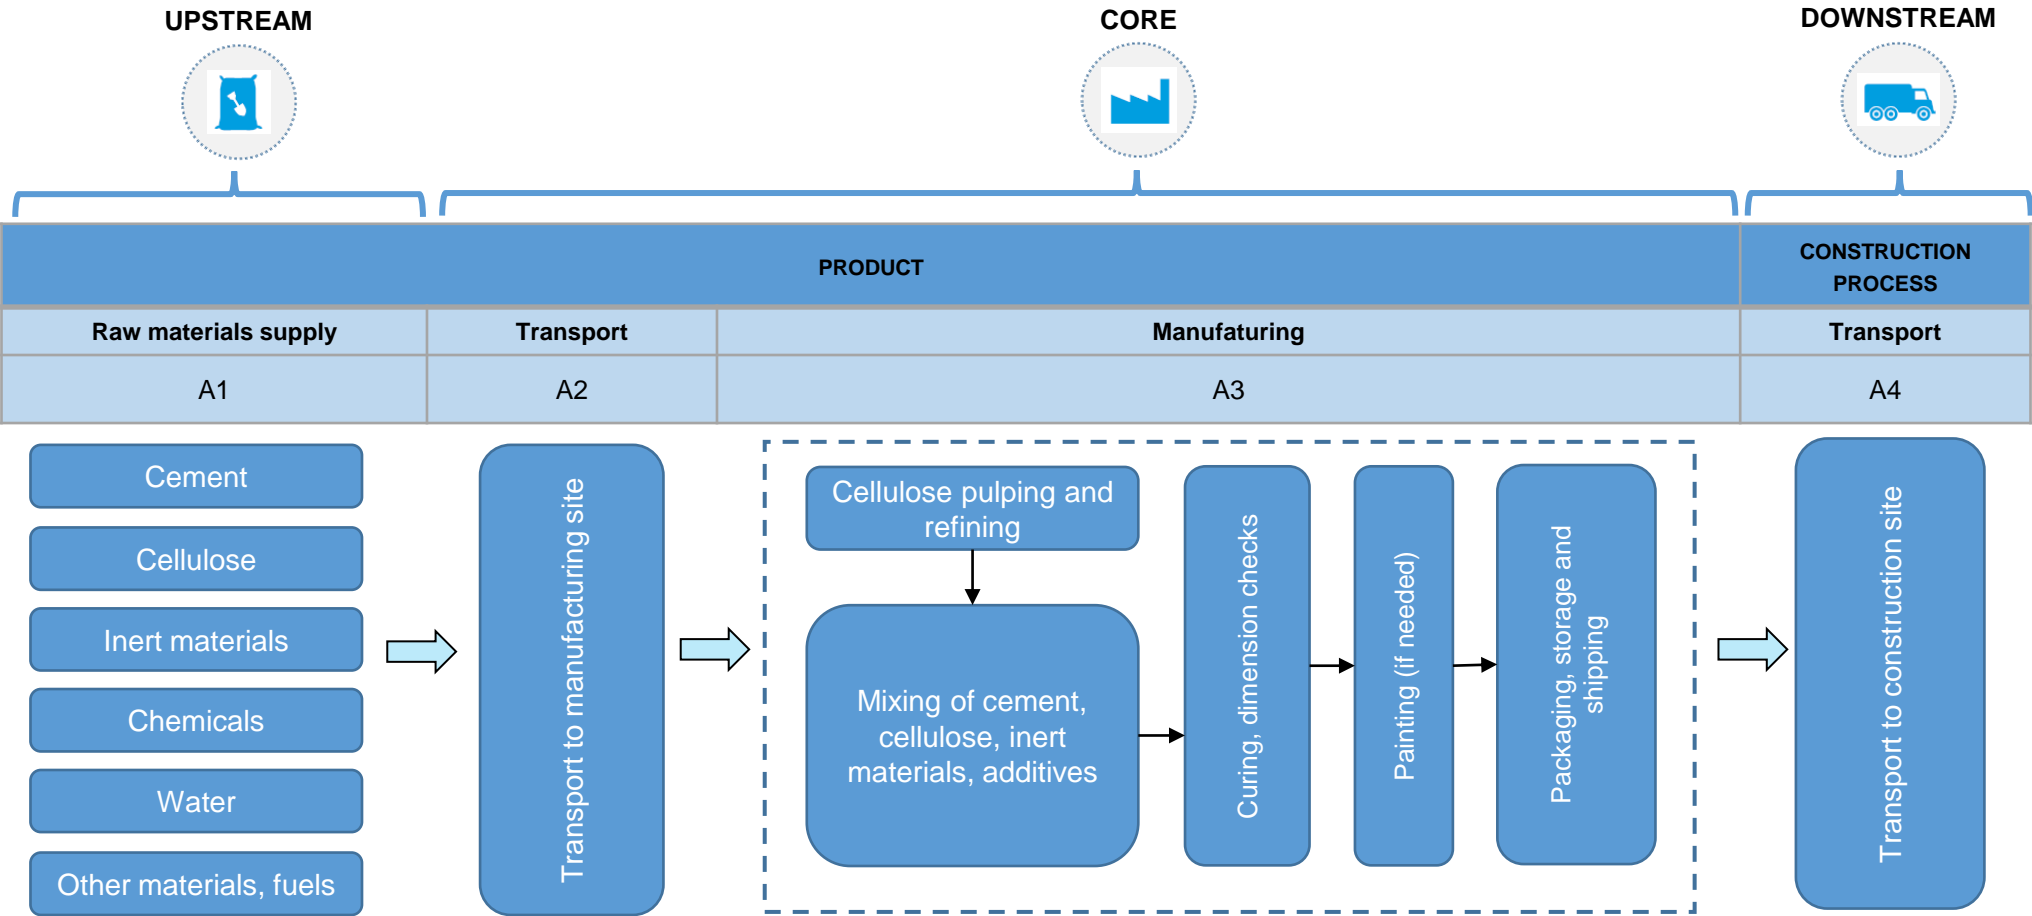 UPSTREAM
CORE
DOWNSTREAM
PRODUCT
CONSTRUCTION
PROCESS
Raw materials supply
Transport
Manufaturing
Transport
A1
A2
A3
A4
Cement
Cellulose
Inert materials
Chemicals
Water
Other materials, fuels
Transport to manufacturing site
Cellulose pulping and
refining
Mixing of cement,
cellulose, inert
materials, additives
Curing, dimension checks
Painting (if needed)
Packaging, storage and
shipping
Transport to construction site